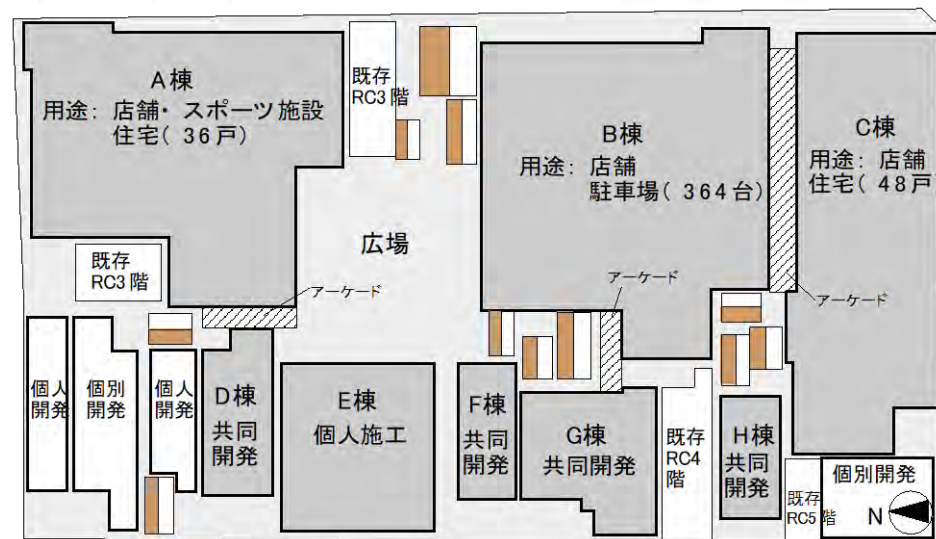 A棟
用途: 店舗・スポーツ施設
住宅(36戸)
既存
RC3階
B棟
用途: 店舗
駐車場(364台)
C棟
用途: 店舗
住宅(48戸
広場
既存
RC3階
アーケード
アーケード
アーケード
個人
開発
個別
開発
個人
開発
D棟
共同
開発
E棟
個人施工
F棟
共同
開発
G棟
共同開発
既存
RC4
階
H棟
共同
開発
既存
RC5階
個別開発
N